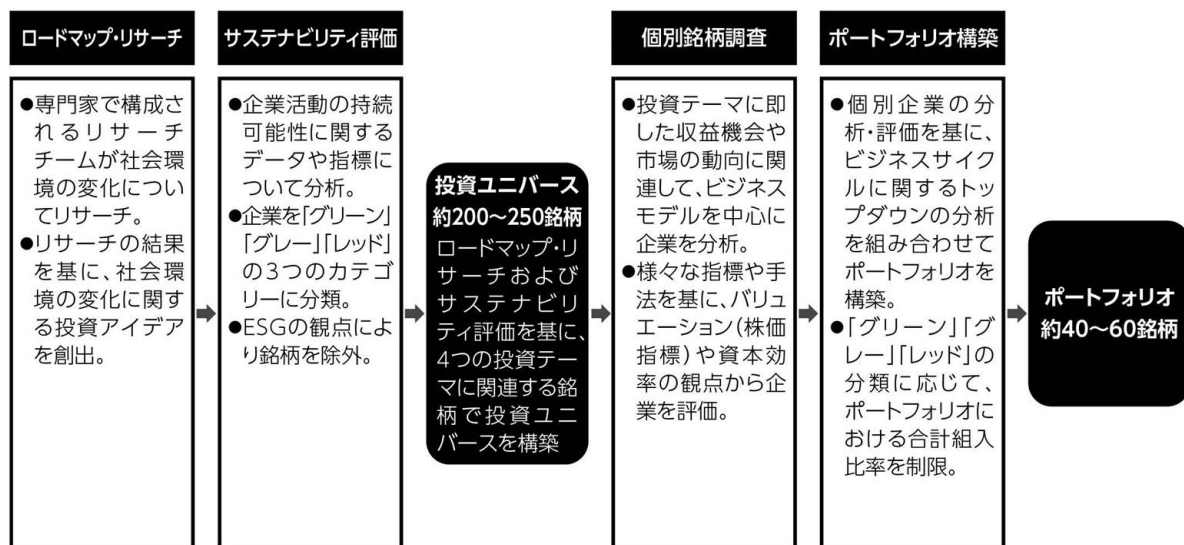 ロードマップ・リサーチ
●専門家で構成さ
れるリサーチ
チームが社会環
境の変化につい
てリサーチ。
●リサーチの結果
を基に、社会環
境の変化に関す
る投資アイデア
を創出。
サステナビリティ評価
●企業活動の持続
可能性に関する
データや指標に
ついて分析。
●企業を「グリーン」
「グレー」「レッド」
の3つのカテゴ
リーに分類。
●ESGの観点によ
り銘柄を除外。
投資ユニバース
約200〜250銘柄
ロードマップ・リ
サーチおよび
サステナビリ
ティ評価を基に、
4つの投資テー
マに関連する銘
柄で投資ユニ
バースを構築
個別銘柄調査
●投資テーマに即
した収益機会や
市場の動向に関
連して、ビジネス
モデルを中心に
企業を分析。
●様々な指標や手
法を基に、バリュ
エーション(株価
指標)や資本効
率の観点から企
業を評価。
ポートフォリオ構築
●個別企業の分
析・評価を基に、
ビジネスサイク
ルに関するトッ
プダウンの分析
を組み合わせて
ポートフォリオを
構築。
●「グリーン」「グ
レー」「レッド」の
分類に応じて、
ポートフォリオに
おける合計組入
比率を制限。
ポートフォリオ
約40〜60銘柄